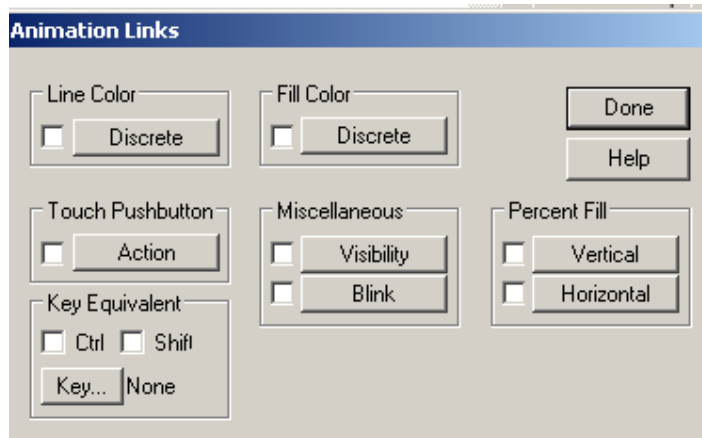 Animation Links
Line Color
Discrete
Fill Color
Discrete
Done
Help
Touch Pushbutton
Action
Miscellaneous
Visibility
Blink
Percent Fill
Vertical
Horizontal
Key Equivalent
Ctrl Shift
Key... None